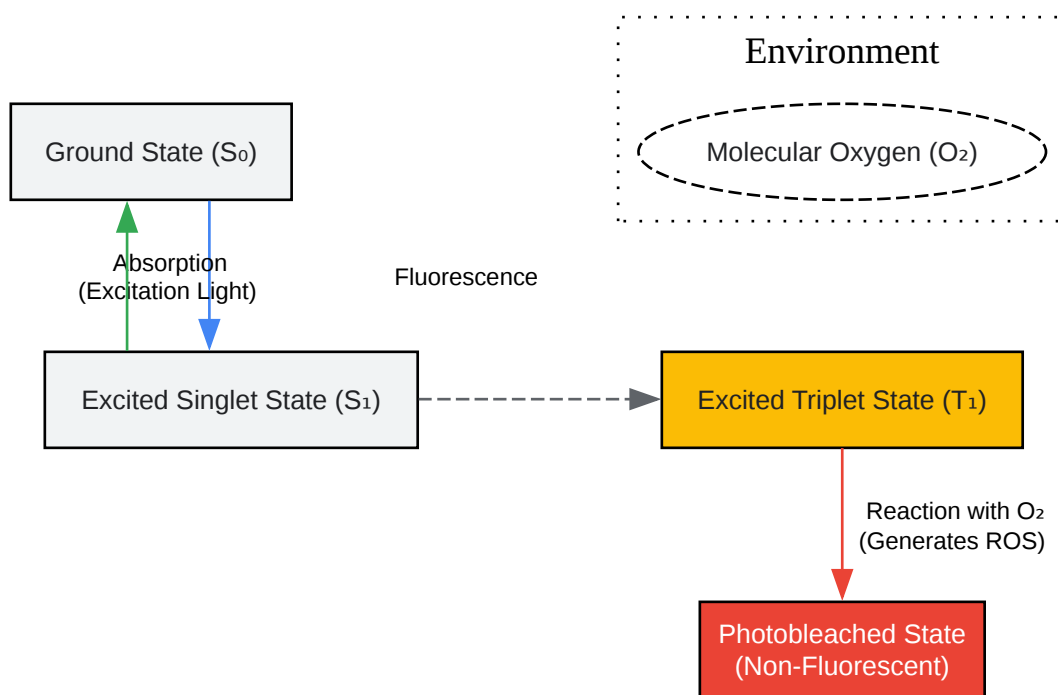 Environment
Ground State (S₀)
Molecular Oxygen (O₂)
Absorption
(Excitation Light)
Fluorescence
Excited Singlet State (S₁)
Excited Triplet State (T₁)
Reaction with O₂
(Generates ROS)
Photobleached State
(Non-Fluorescent)